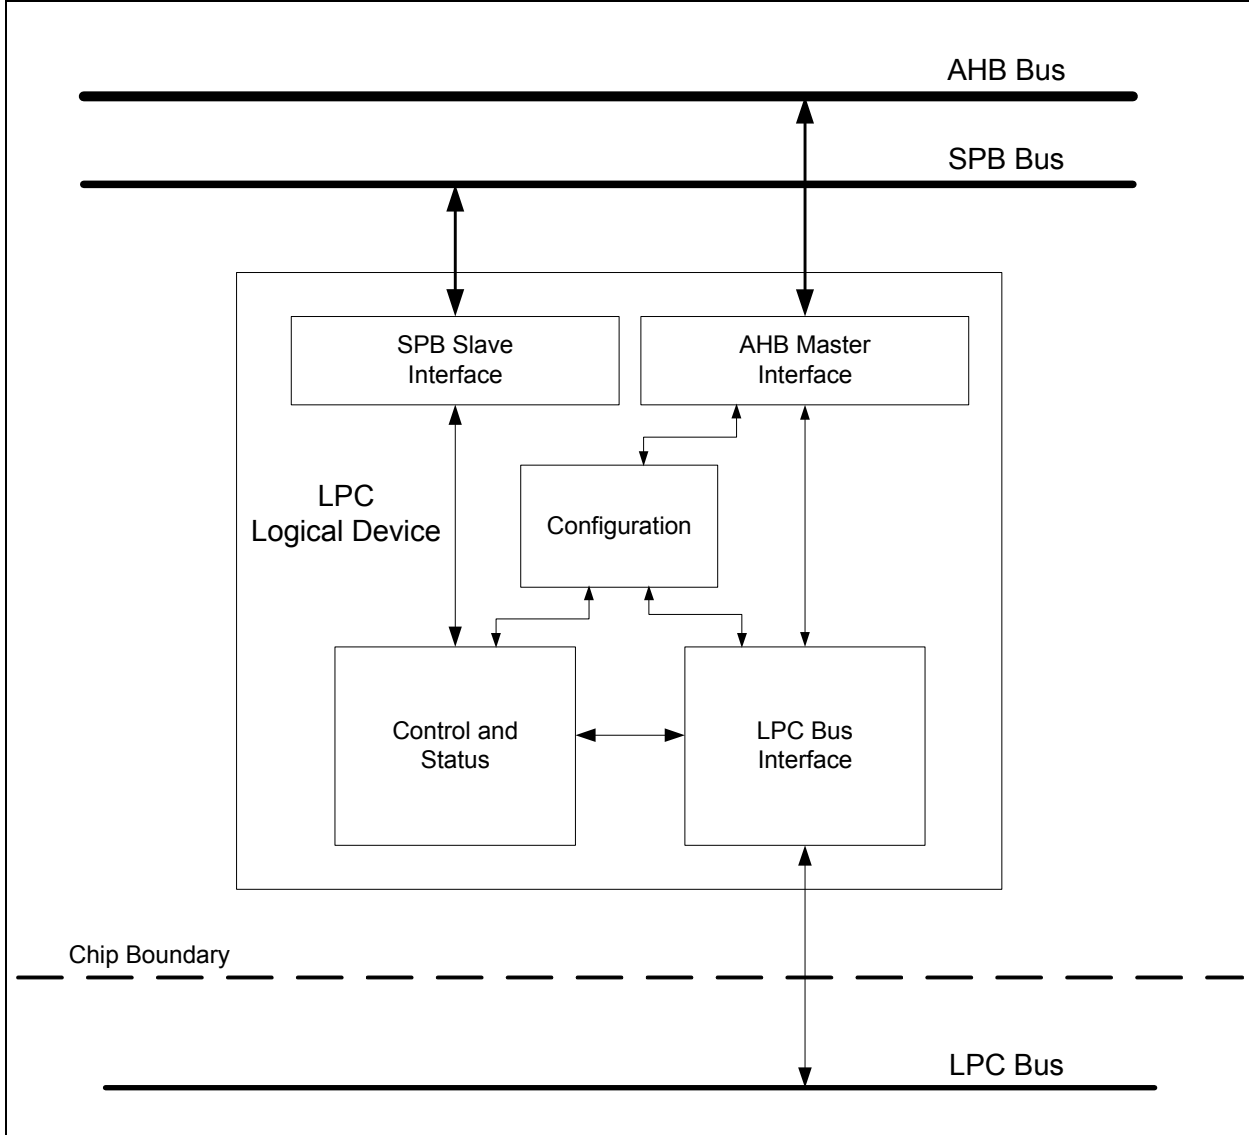 AHB Bus
SPB Bus
SPB Slave
Interface
AHB Master
Interface
LPC
Logical Device
Configuration
Control and
Status
LPC Bus
Interface
Chip Boundary
LPC Bus